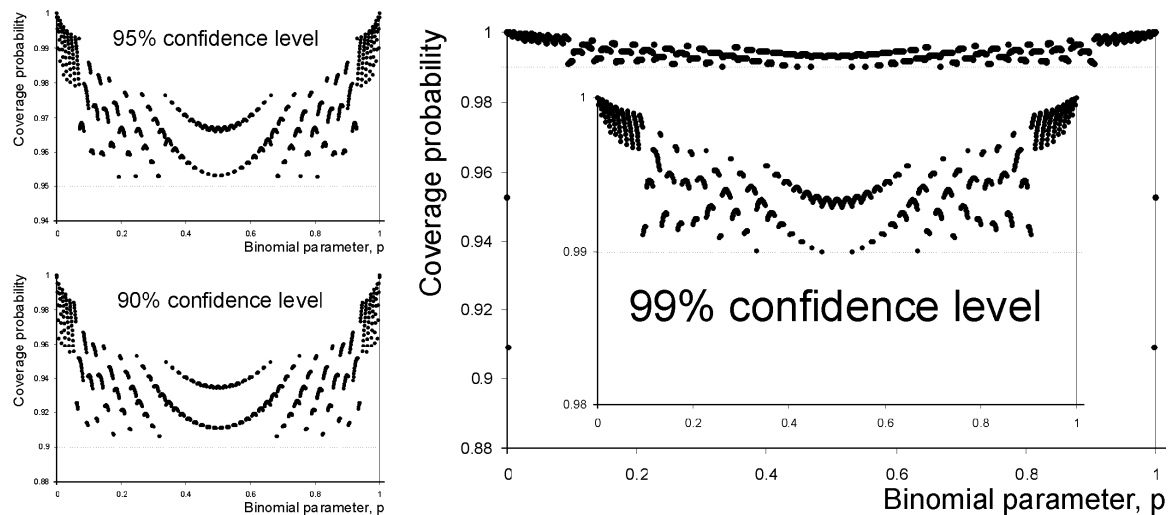 Coverage probability
95% confidence level
1
0.99
0.98
0.97
0.96
0.95
0.94
0 0.2 0.4 0.6 0.8 1
Binomial parameter, p
Coverage probability
90% confidence level
1
0.98
0.96
0.94
0.92
0.9
0.88
0 0.2 0.4 0.6 0.8 1
Binomial parameter, p
Coverage probability
1
0.98
0.96
0.94
0.92
0.9
0.88
0 0.2 0.4 0.6 0.8 1
Binomial parameter, p
1
0.99
99% confidence level
0.98
0 0.2 0.4 0.6 0.8 1